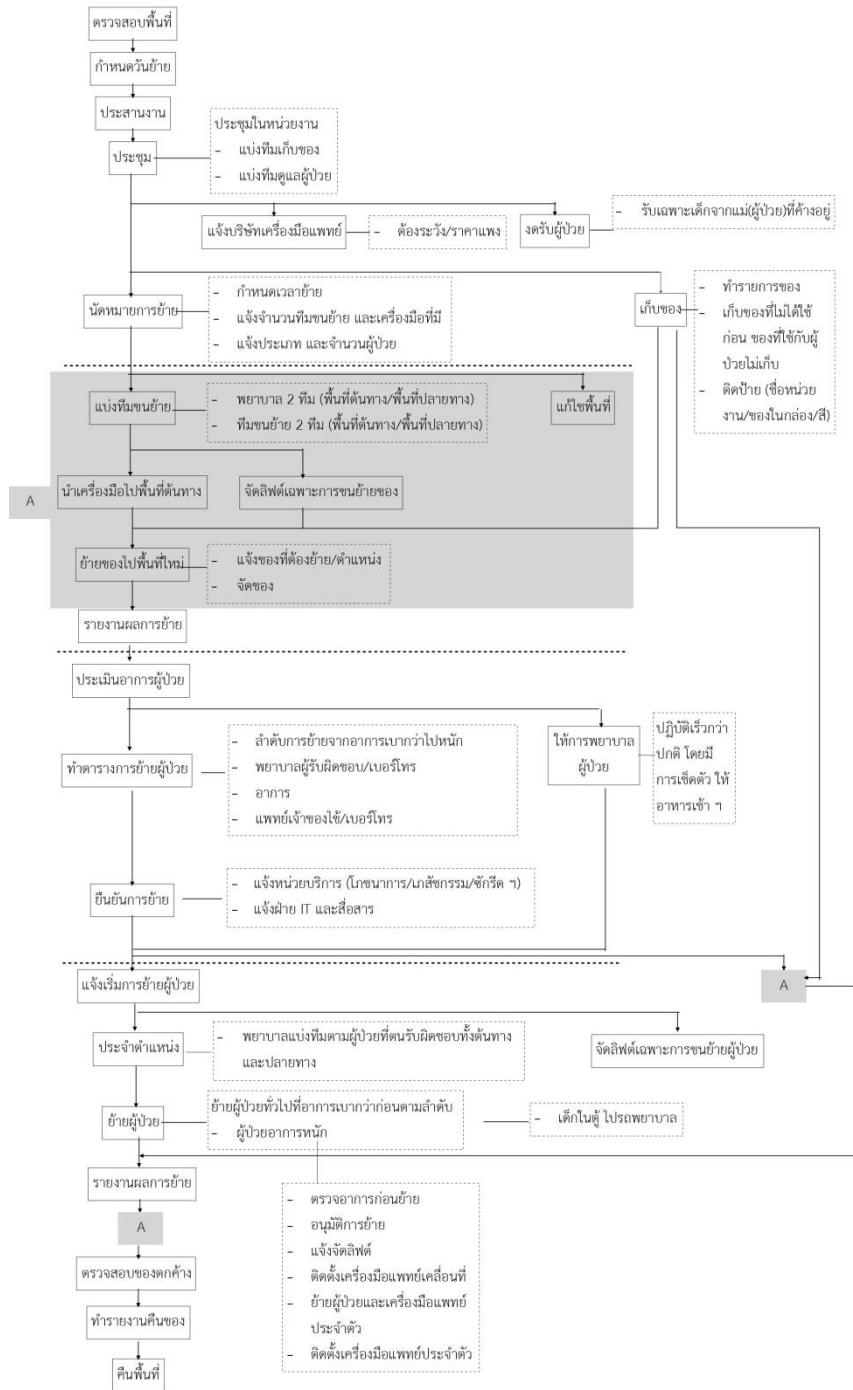 ตรวจสอบพื้นที่
กำหนดวันย้าย
ประสานงาน
ประชุม
ประชุมในหน่วยงาน
- แบ่งทีมเก็บของ
- แบ่งทีมดูแลผู้ป่วย
แจ้งบริษัทเครื่องมือแพทย์
- ต้องระวัง/ราคาแพง
งดรับผู้ป่วย
- รับเฉพาะเด็กจากแม่(ผู้ป่วย)ที่ค้างอยู่
นัดหมายการย้าย
- กำหนดเวลาย้าย
- แจ้งจำนวนทีมขนย้าย และเครื่องมือที่มี
- แจ้งประเภท และจำนวนผู้ป่วย
เก็บของ
- ทำรายการของ
- เก็บของที่ไม่ได้ใช้
ก่อน ของที่ใช้กับผู้
ป่วยไม่เก็บ
- ติดป้าย (ชื่อหน่วย
งาน/ของในกล่อง/สี)
แบ่งทีมขนย้าย
- พยาบาล 2 ทีม (พื้นที่ต้นทาง/พื้นที่ปลายทาง)
- ทีมขนย้าย 2 ทีม (พื้นที่ต้นทาง/พื้นที่ปลายทาง)
แก้ไขพื้นที่
A
นำเครื่องมือไปพื้นที่ต้นทาง
จัดลิฟต์เฉพาะการขนย้ายของ
ย้ายของไปพื้นที่ใหม่
- แจ้งของที่ต้องย้าย/ตำแหน่ง
- จัดของ
รายงานผลการย้าย
ประเมินอาการผู้ป่วย
ทำตารางการย้ายผู้ป่วย
- ลำดับการย้ายจากอาการเบากว่าไปหนัก
- พยาบาลผู้รับผิดชอบ/เบอร์โทร
- อาการ
- แพทย์เจ้าของไข้/เบอร์โทร
ให้การพยาบาล
ผู้ป่วย
ปฏิบัติเร็วกว่า
ปกติ โดยมี
การเช็ดตัว ให้
อาหารเช้า ฯ
ยืนยันการย้าย
- แจ้งหน่วยบริการ (โภชนาการ/เภสัชกรรม/ซักรีด ฯ)
- แจ้งฝ่าย IT และสื่อสาร
แจ้งเริ่มการย้ายผู้ป่วย
A
ประจำตำแหน่ง
- พยาบาลแบ่งทีมตามผู้ป่วยที่ตนรับผิดชอบทั้งต้นทาง
และปลายทาง
จัดลิฟต์เฉพาะการขนย้ายผู้ป่วย
ย้ายผู้ป่วย
ย้ายผู้ป่วยทั่วไปที่อาการเบากว่าก่อนตามลำดับ
- ผู้ป่วยอาการหนัก
- เด็กในตู้ ไปรถพยาบาล
รายงานผลการย้าย
- ตรวจอาการก่อนย้าย
- อนุมัติการย้าย
- แจ้งจัดลิฟต์
- ติดตั้งเครื่องมือแพทย์เคลื่อนที่
- ย้ายผู้ป่วยและเครื่องมือแพทย์
ประจำตัว
- ติดตั้งเครื่องมือแพทย์ประจำตัว
A
ตรวจสอบของตกค้าง
ทำรายงานคืนของ
คืนพื้นที่